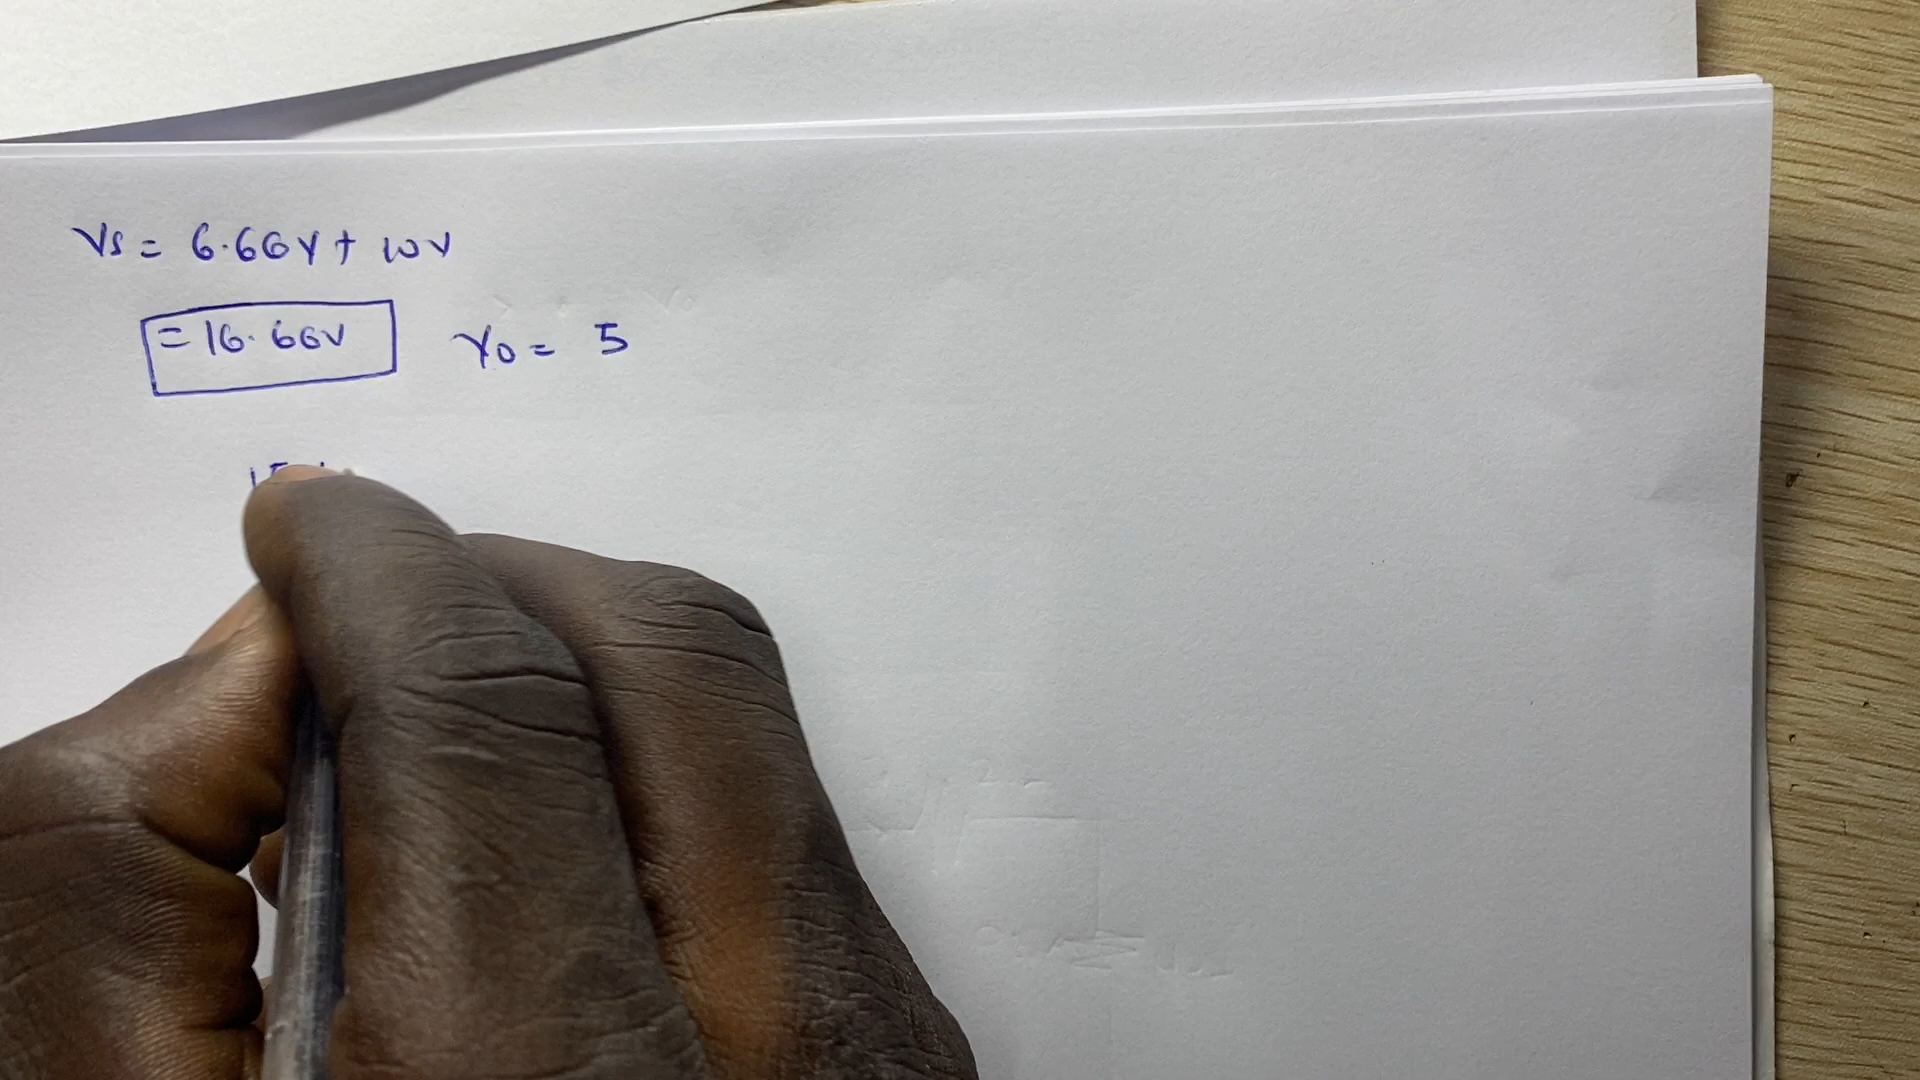 Vs = 6.66V + 10V
= 16.66V    Vo = 5